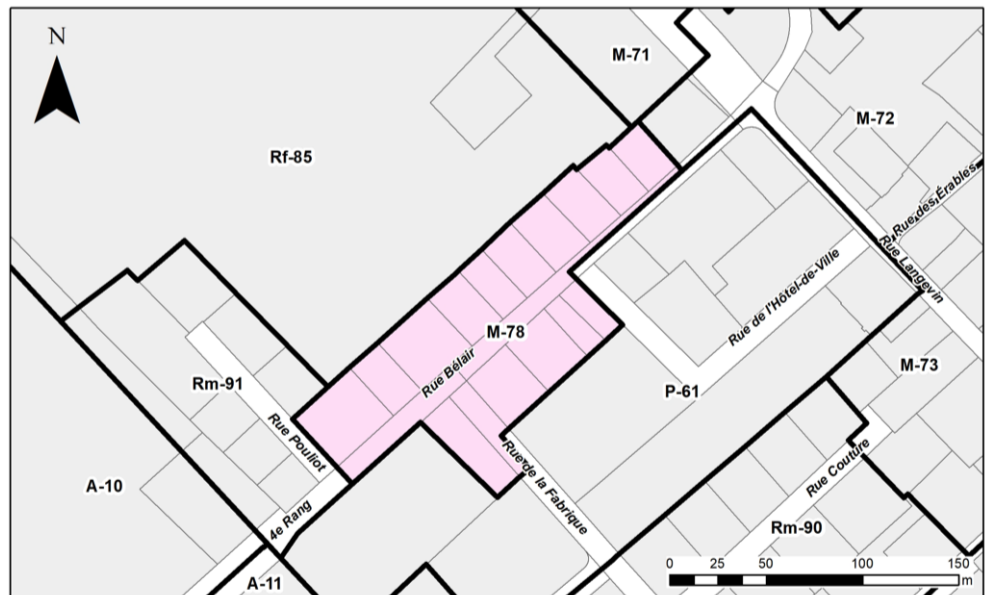 N
M-71
M-72
Rf-85
Rue des Érables
Rue Langevin
Rue de l'Hôtel-de-Ville
M-78
Rue Bélair
M-73
P-61
Rm-91
Rue Pouliot
Rue de la Fabrique
Rue Couture
A-10
4e Rang
Rm-90
A-11
0 25 50 100 150
m